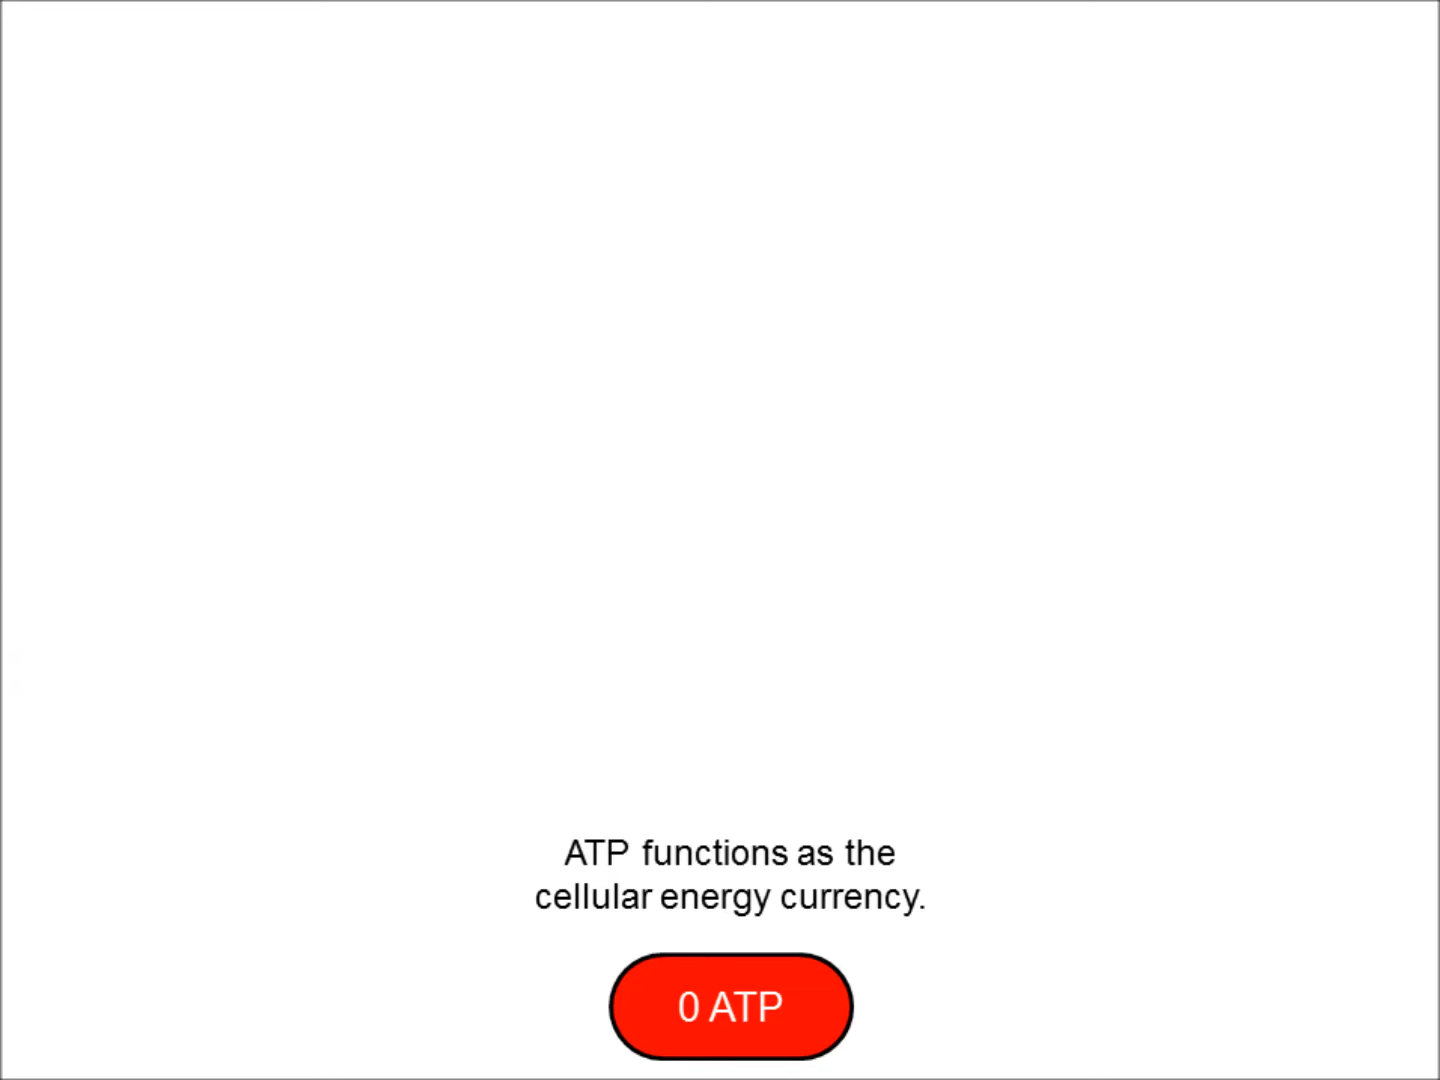 ATP functions as the
cellular energy currency.
0 ATP